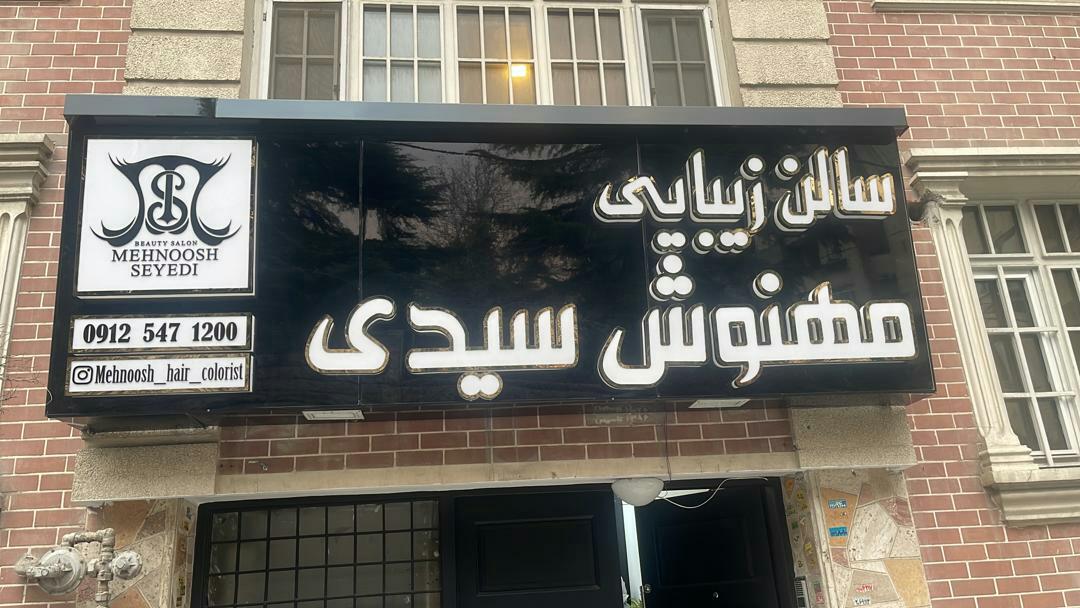 سالن زیبایی
مهنوش سیدی
BEAUTY SALON
MEHNOOSH
SEYEDI
0912 547 1200
Mehnoosh_hair_colorist